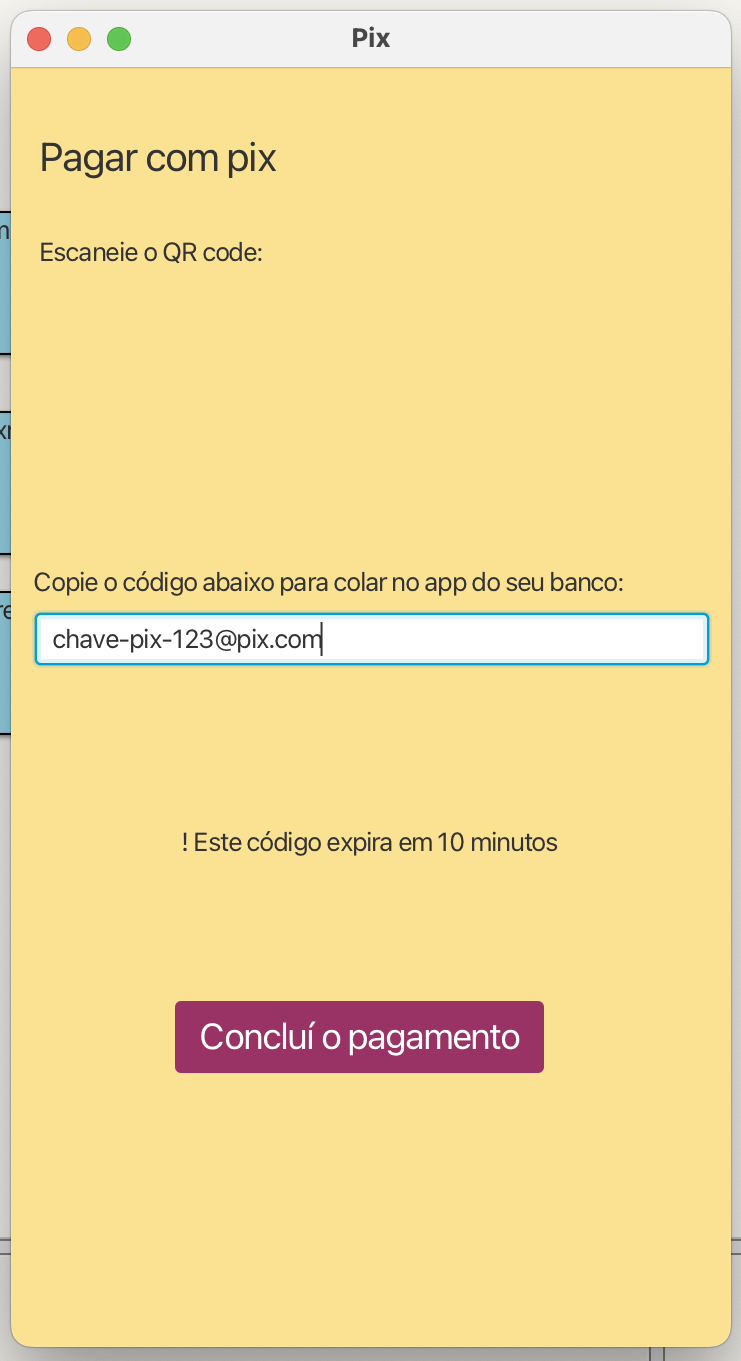 Pix
Pagar com pix
Escaneie o QR code:
Copie o código abaixo para colar no app do seu banco:
chave-pix-123@pix.com
! Este código expira em 10 minutos
Concluí o pagamento